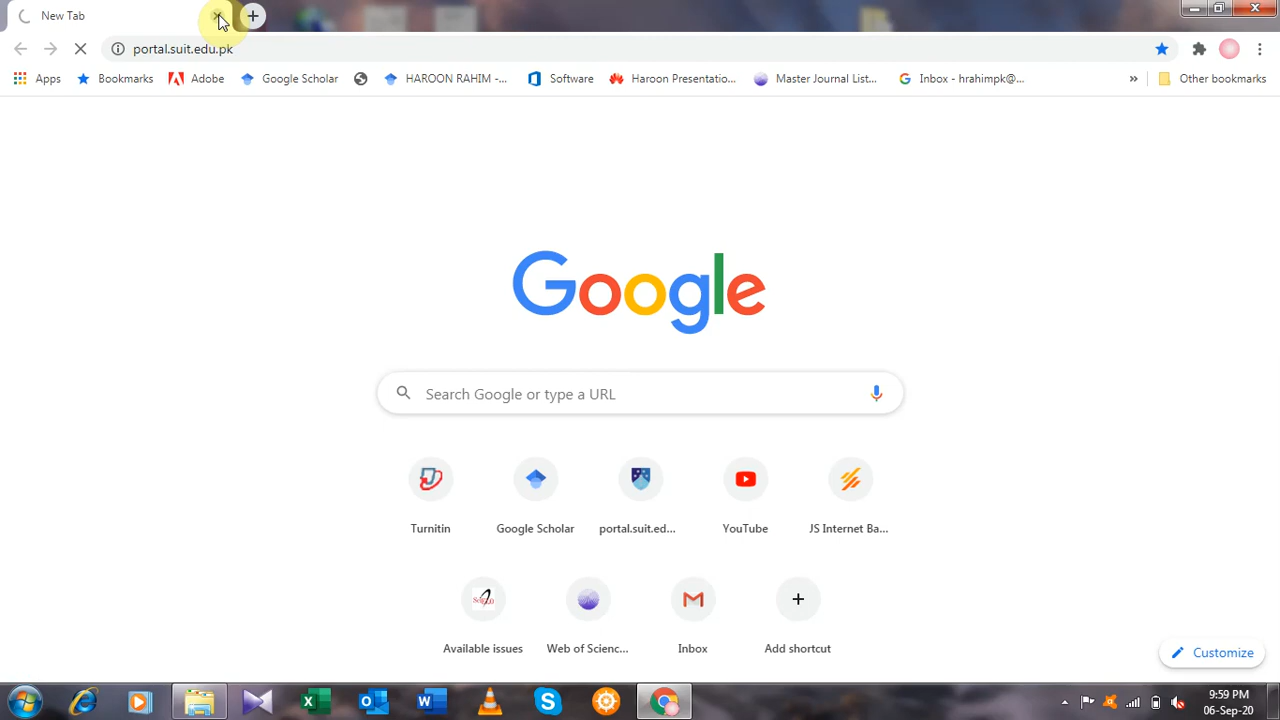 New Tab
portal.suit.edu.pk
Apps Bookmarks Adobe Google Scholar HAROON RAHIM -... Software Haroon Presentatio... Master Journal List... Inbox - hrahimpk@... » Other bookmarks
Google
Search Google or type a URL
Turnitin Google Scholar portal.suit.ed... YouTube JS Internet Ba...
Available issues Web of Scienc... Inbox Add shortcut
Customize
9:59 PM
06-Sep-20